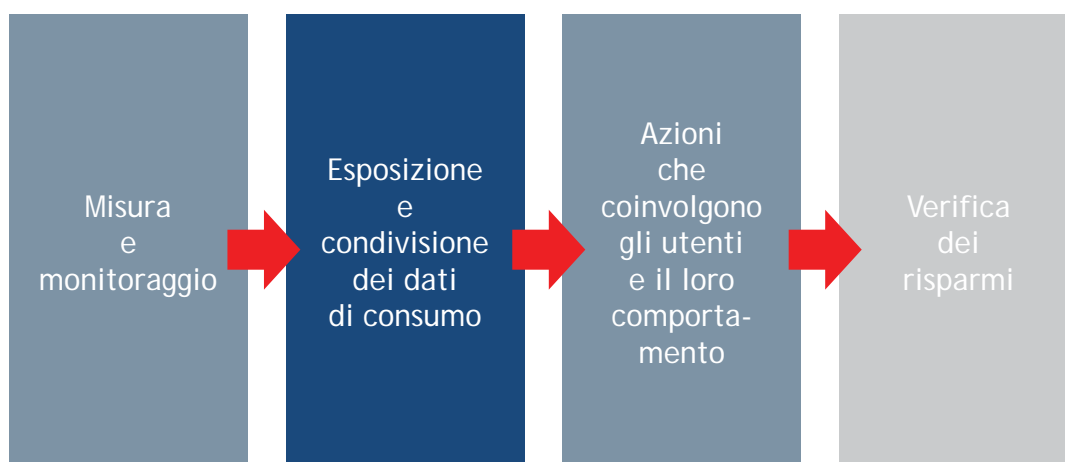 Misura
e
monitoraggio
Esposizione
e
condivisione
dei dati
di consumo
Azioni
che
coinvolgono
gli utenti
e il loro
comporta-
mento
Verifica
dei
risparmi